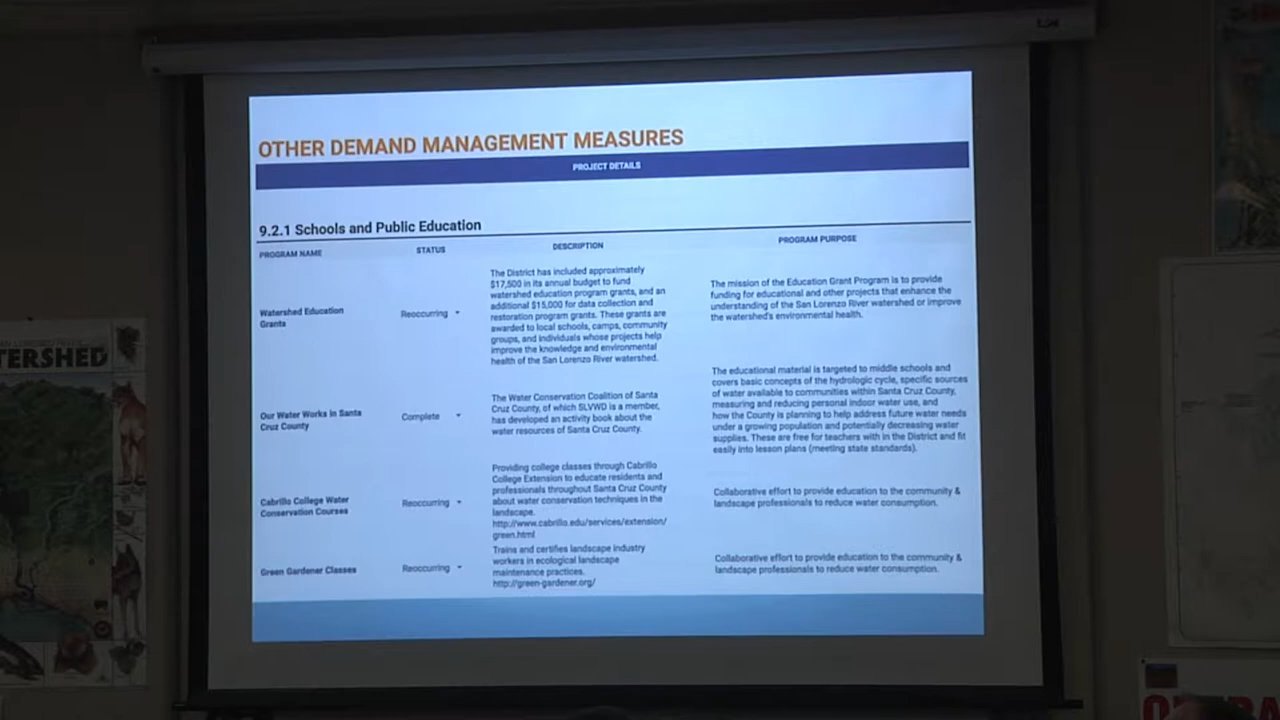 OTHER DEMAND MANAGEMENT MEASURES
PROJECT DETAILS
9.2.1 Schools and Public Education
PROGRAM NAME
STATUS
DESCRIPTION
PROGRAM PURPOSE
Watershed Education
Grants
Reoccurring
The District has included approximately
$17,500 in its annual budget to fund
watershed education program grants, and an
additional $15,000 for data collection and
restoration program grants. These grants are
awarded to local schools, camps, community
groups, and individuals whose projects help
improve the knowledge and environmental
health of the San Lorenzo River watershed.
The mission of the Education Grant Program is to provide
funding for educational and other projects that enhance the
understanding of the San Lorenzo River watershed or improve
the watershed's environmental health.
Our Water Works in Santa
Cruz County
Complete
The Water Conservation Coalition of Santa
Cruz County, of which SLVWD is a member,
has developed an activity book about the
water resources of Santa Cruz County.
The educational material is targeted to middle schools and
covers basic concepts of the hydrologic cycle, specific sources
of water available to communities within Santa Cruz County,
measuring and reducing personal indoor water use, and
how the County is planning to help address future water needs
under a growing population and potentially decreasing water
supplies. These are free for teachers with in the District and fit
easily into lesson plans (meeting state standards).
Cabrillo College Water
Conservation Courses
Reoccurring
Providing college classes through Cabrillo
College Extension to educate residents and
professionals throughout Santa Cruz County
about water conservation techniques in the
landscape.
http://www.cabrillo.edu/services/extension/
green.html
Collaborative effort to provide education to the community &
landscape professionals to reduce water consumption.
Green Gardener Classes
Reoccurring
Trains and certifies landscape industry
workers in ecological landscape
maintenance practices.
http://green-gardener.org/
Collaborative effort to provide education to the community &
landscape professionals to reduce water consumption.
TERSHED